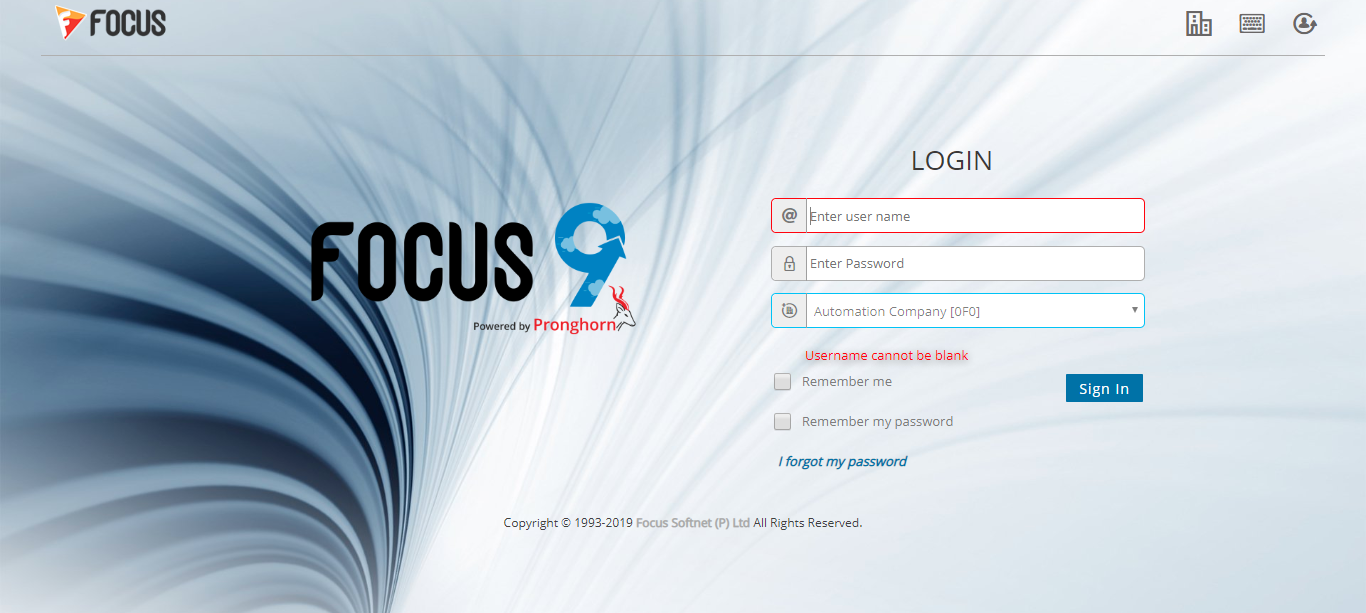 FOCUS
LOGIN
@ Enter user name
Enter Password
Automation Company [0F0]
FOCUS 9
Powered by Pronghorn
Username cannot be blank
Remember me
Sign In
Remember my password
I forgot my password
Copyright © 1993-2019 Focus Softnet (P) Ltd All Rights Reserved.